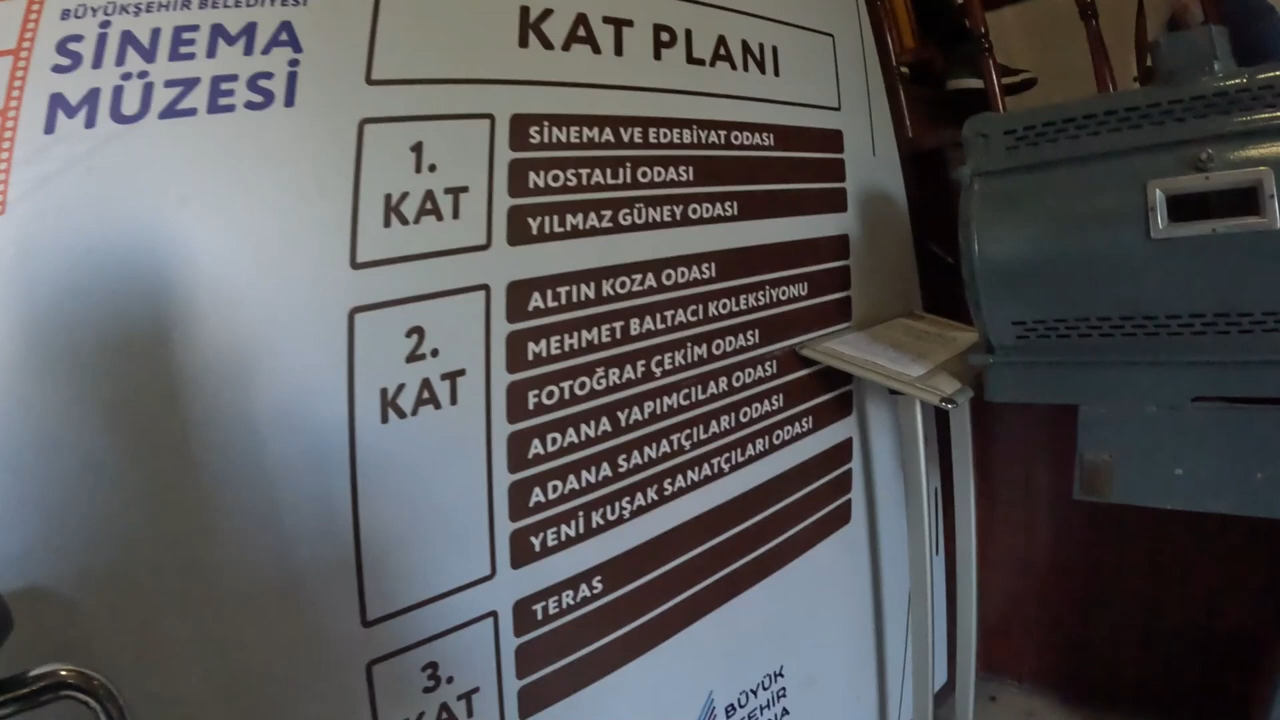 BÜYÜKŞEHİR BELEDİYESİ
SİNEMA
MÜZESİ
KAT PLANI
1.
KAT
SİNEMA VE EDEBİYAT ODASI
NOSTALJİ ODASI
YILMAZ GÜNEY ODASI
2.
KAT
ALTIN KOZA ODASI
MEHMET BALTACI KOLEKSİYONU
FOTOĞRAF ÇEKİM ODASI
ADANA YAPIMCILAR ODASI
ADANA SANATÇILARI ODASI
YENİ KUŞAK SANATÇILARI ODASI
3.
KAT
TERAS
BÜYÜK